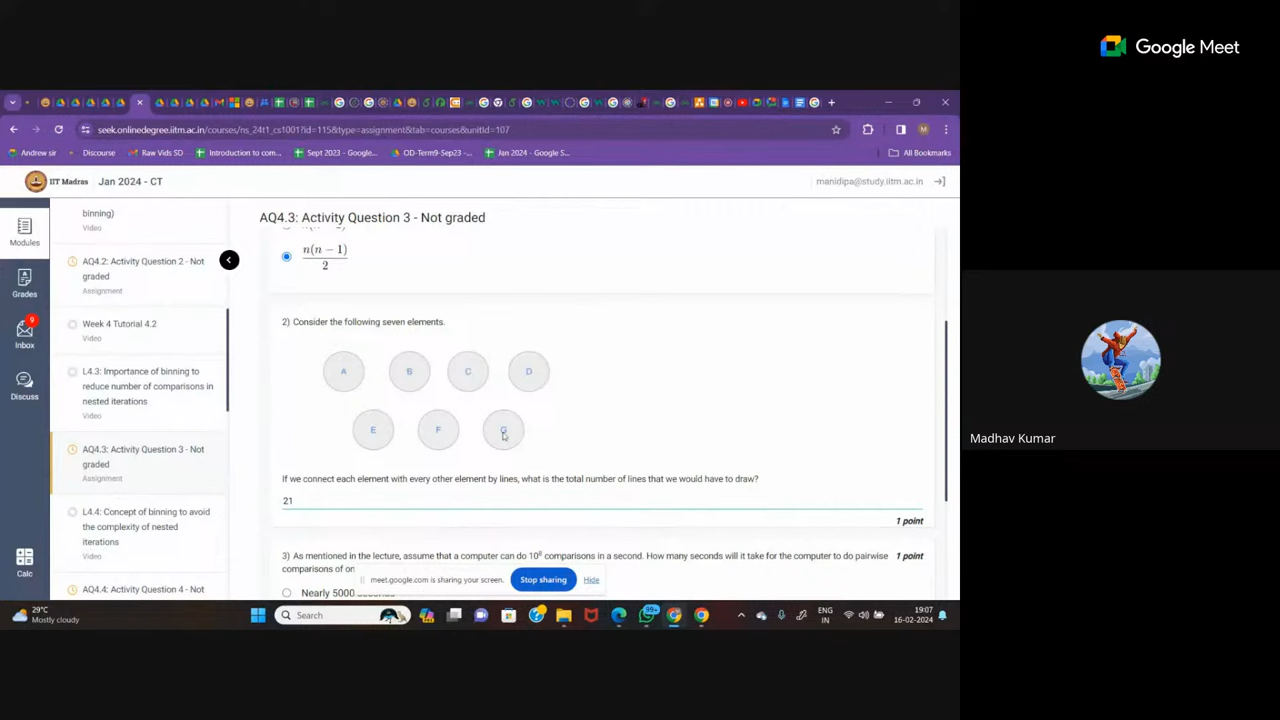 Google Meet
seek.onlinedegree.iitm.ac.in/courses/ns_24t1_cs1001?id=115&type=assignment&tab=courses&unitId=107
M
Andrew sir
Discourse
Raw Vids SD
Introduction to com...
Sept 2023 - Google...
OD-Term9-Sep23 -...
Jan 2024 - Google S...
All Bookmarks
IIT Madras
Jan 2024 - CT
manidipa@study.iitm.ac.in
Modules
Grades
9
Inbox
Discuss
Calc
binning)
Video
AQ4.2: Activity Question 2 - Not
graded
Assignment
Week 4 Tutorial 4.2
Video
L4.3: Importance of binning to
reduce number of comparisons in
nested iterations
Video
AQ4.3: Activity Question 3 - Not
graded
Assignment
L4.4: Concept of binning to avoid
the complexity of nested
iterations
Video
AQ4.4: Activity Question 4 - Not
AQ4.3: Activity Question 3 - Not graded
n(n − 1)
2
2) Consider the following seven elements.
A B C D
E F G
If we connect each element with every other element by lines, what is the total number of lines that we would have to draw?
21
1 point
3) As mentioned in the lecture, assume that a computer can do 10⁸ comparisons in a second. How many seconds will it take for the computer to do pairwise
1 point
comparisons of on
meet.google.com is sharing your screen.
Stop sharing
Hide
Nearly 5000 seconds
Madhav Kumar
29°C
Mostly cloudy
Search
99+
ENG
IN
19:07
16-02-2024